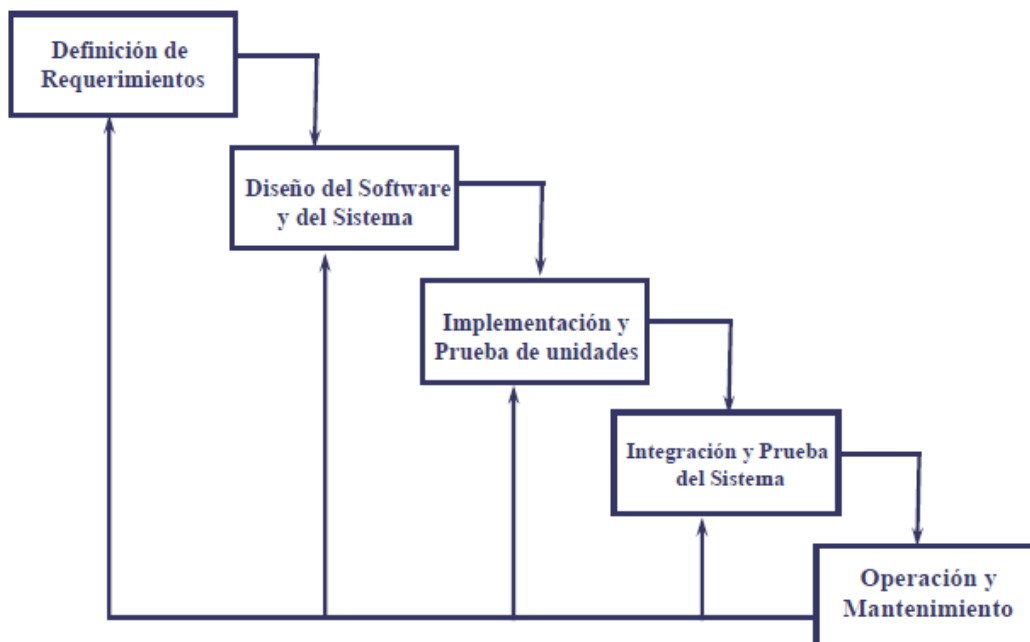 Definición de
Requerimientos
Diseño del Software
y del Sistema
Implementación y
Prueba de unidades
Integración y Prueba
del Sistema
Operación y
Mantenimiento